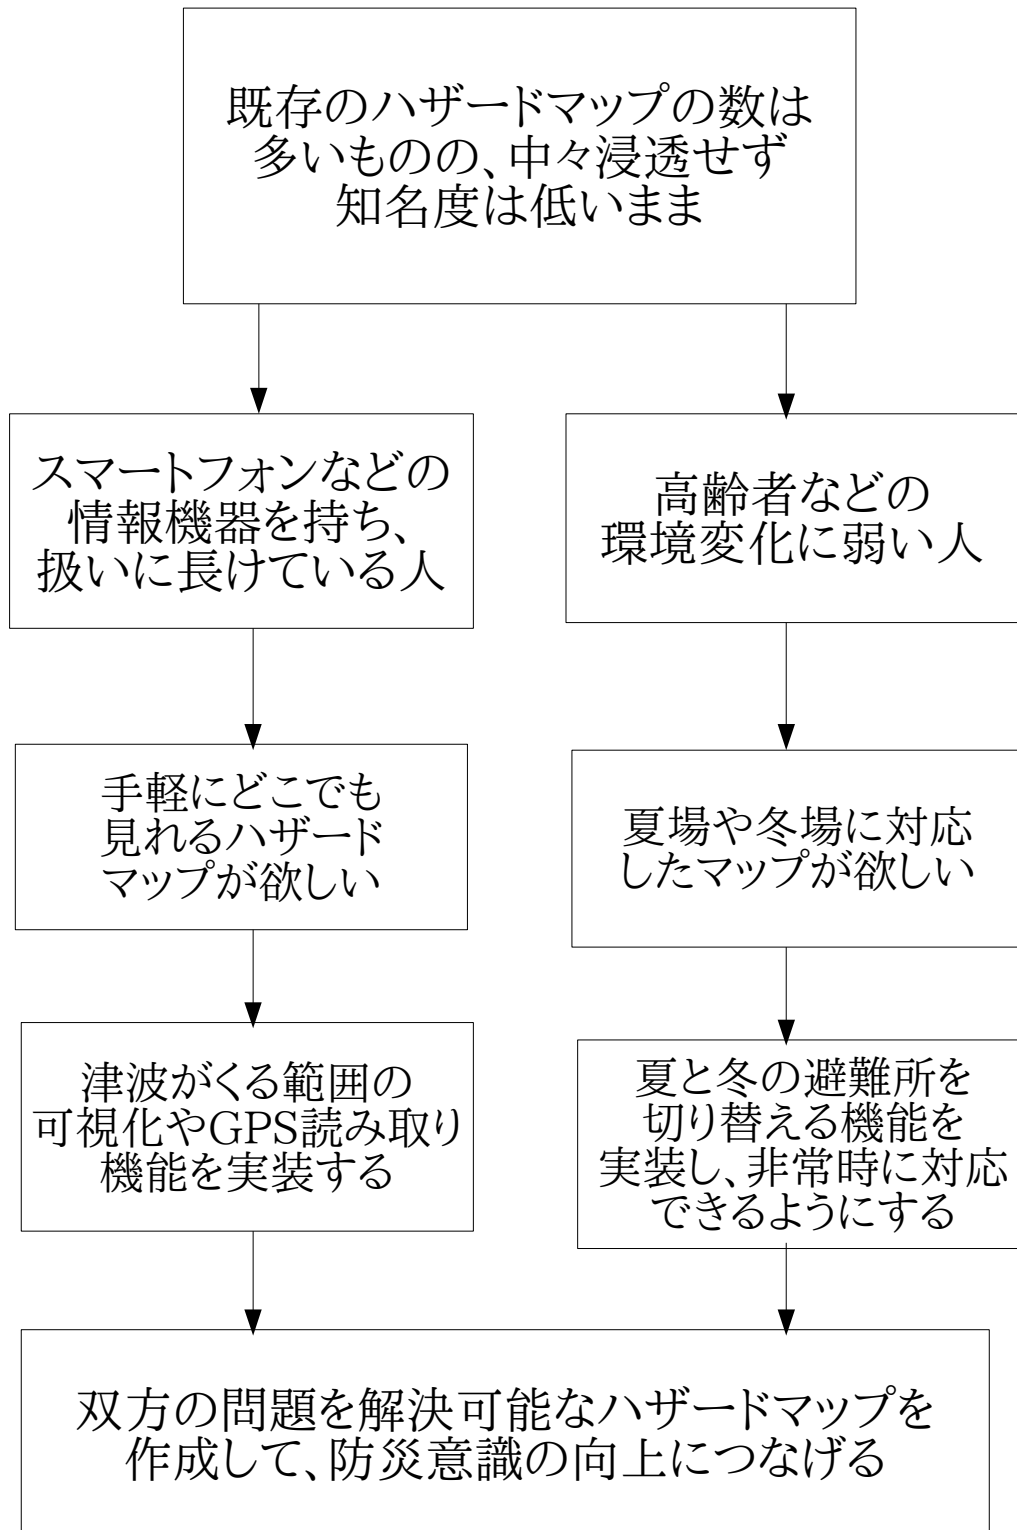 既存のハザードマップの数は
多いものの、中々浸透せず
知名度は低いまま
スマートフォンなどの
情報機器を持ち、
扱いに長けている人
高齢者などの
環境変化に弱い人
手軽にどこでも
見れるハザード
マップが欲しい
夏場や冬場に対応
したマップが欲しい
津波がくる範囲の
可視化やGPS読み取り
機能を実装する
夏と冬の避難所を
切り替える機能を
実装し、非常時に対応
できるようにする
双方の問題を解決可能なハザードマップを
作成して、防災意識の向上につなげる